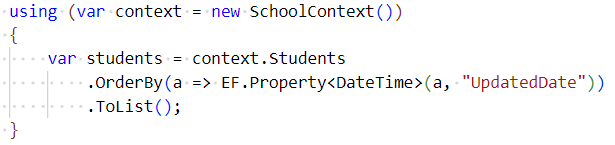 using (var context = new SchoolContext())
{
    var students = context.Students
        .OrderBy(a => EF.Property<DateTime>(a, "UpdatedDate"))
        .ToList();
}